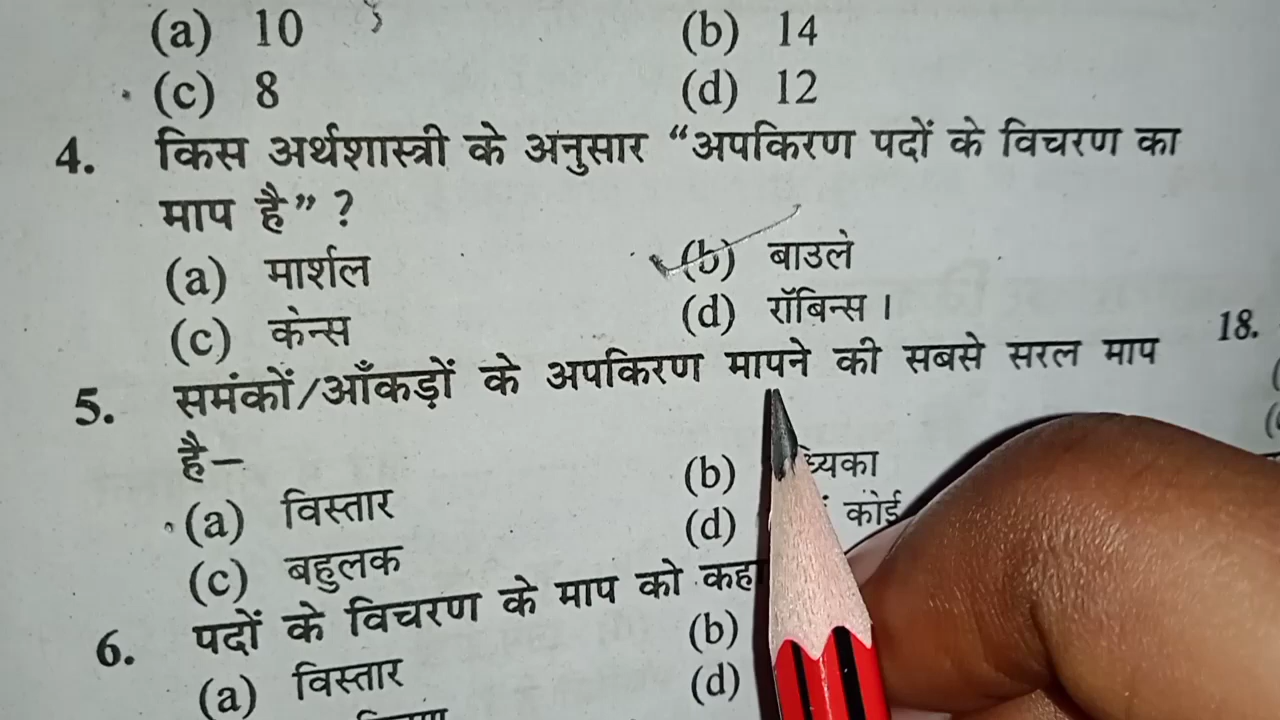 (a) 10 (b) 14
(c) 8 (d) 12
4. किस अर्थशास्त्री के अनुसार “अपकिरण पदों के विचरण का
माप है” ?
(a) मार्शल (b) बाउले
(c) केन्स (d) रॉबिन्स ।
18.
5. समंकों/आँकड़ों के अपकिरण मापने की सबसे सरल माप
है–
(a) विस्तार (b)
(c) बहुलक (d) कोई
6. पदों के विचरण के माप को कहा
(a) विस्तार (b)
(d)